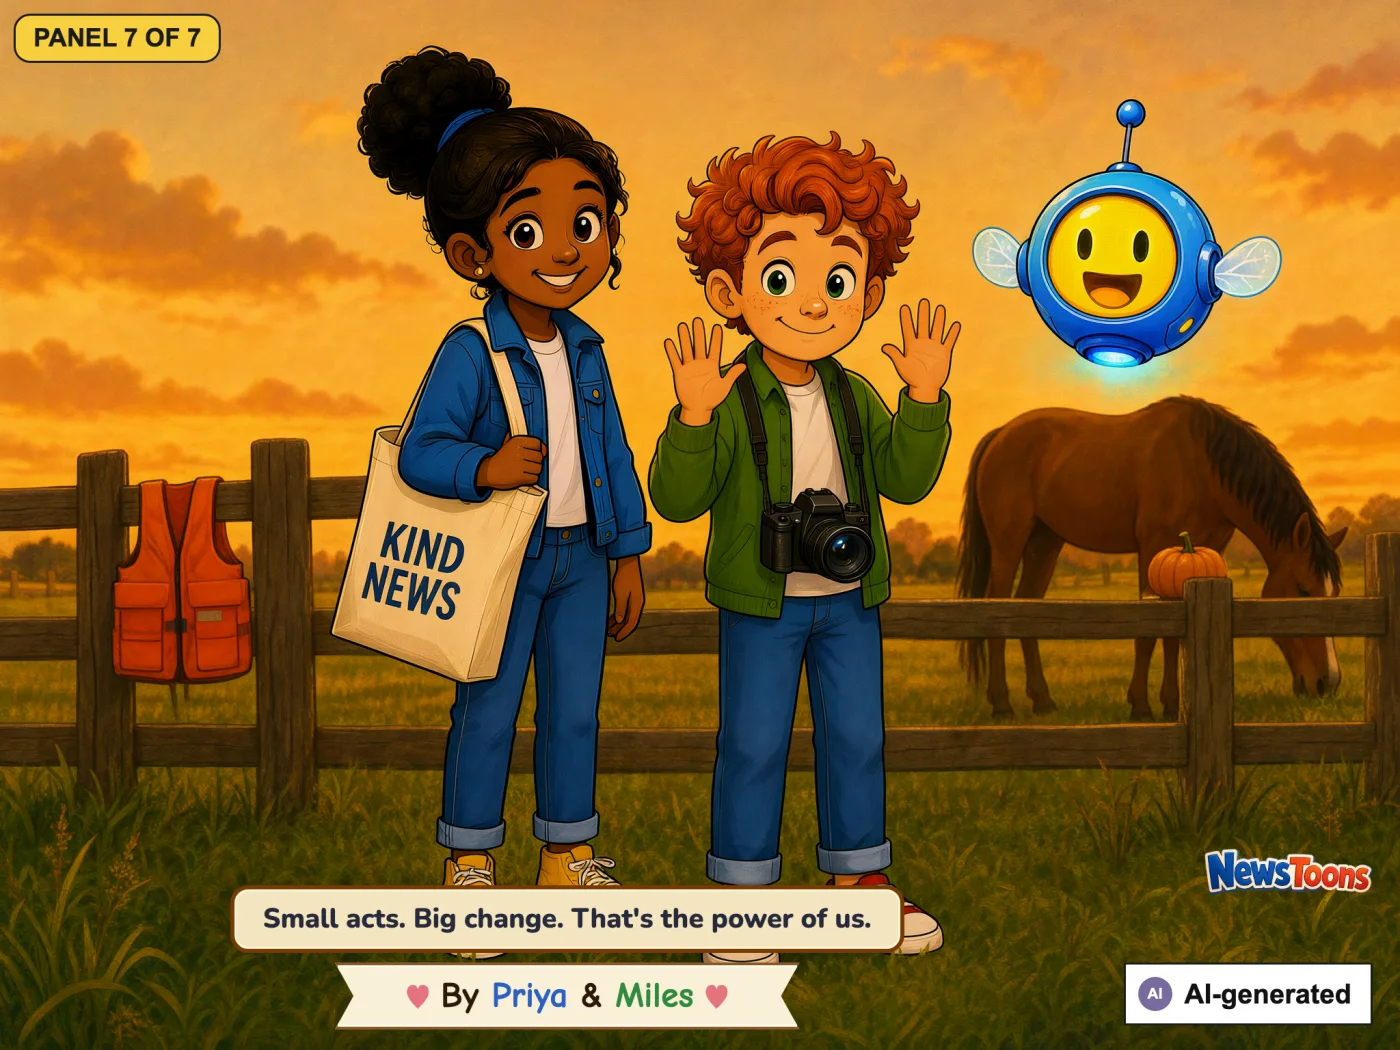 PANEL 7 OF 7
KIND
NEWS
NewsToons
Small acts. Big change. That's the power of us.
By Priya & Miles
AI AI-generated